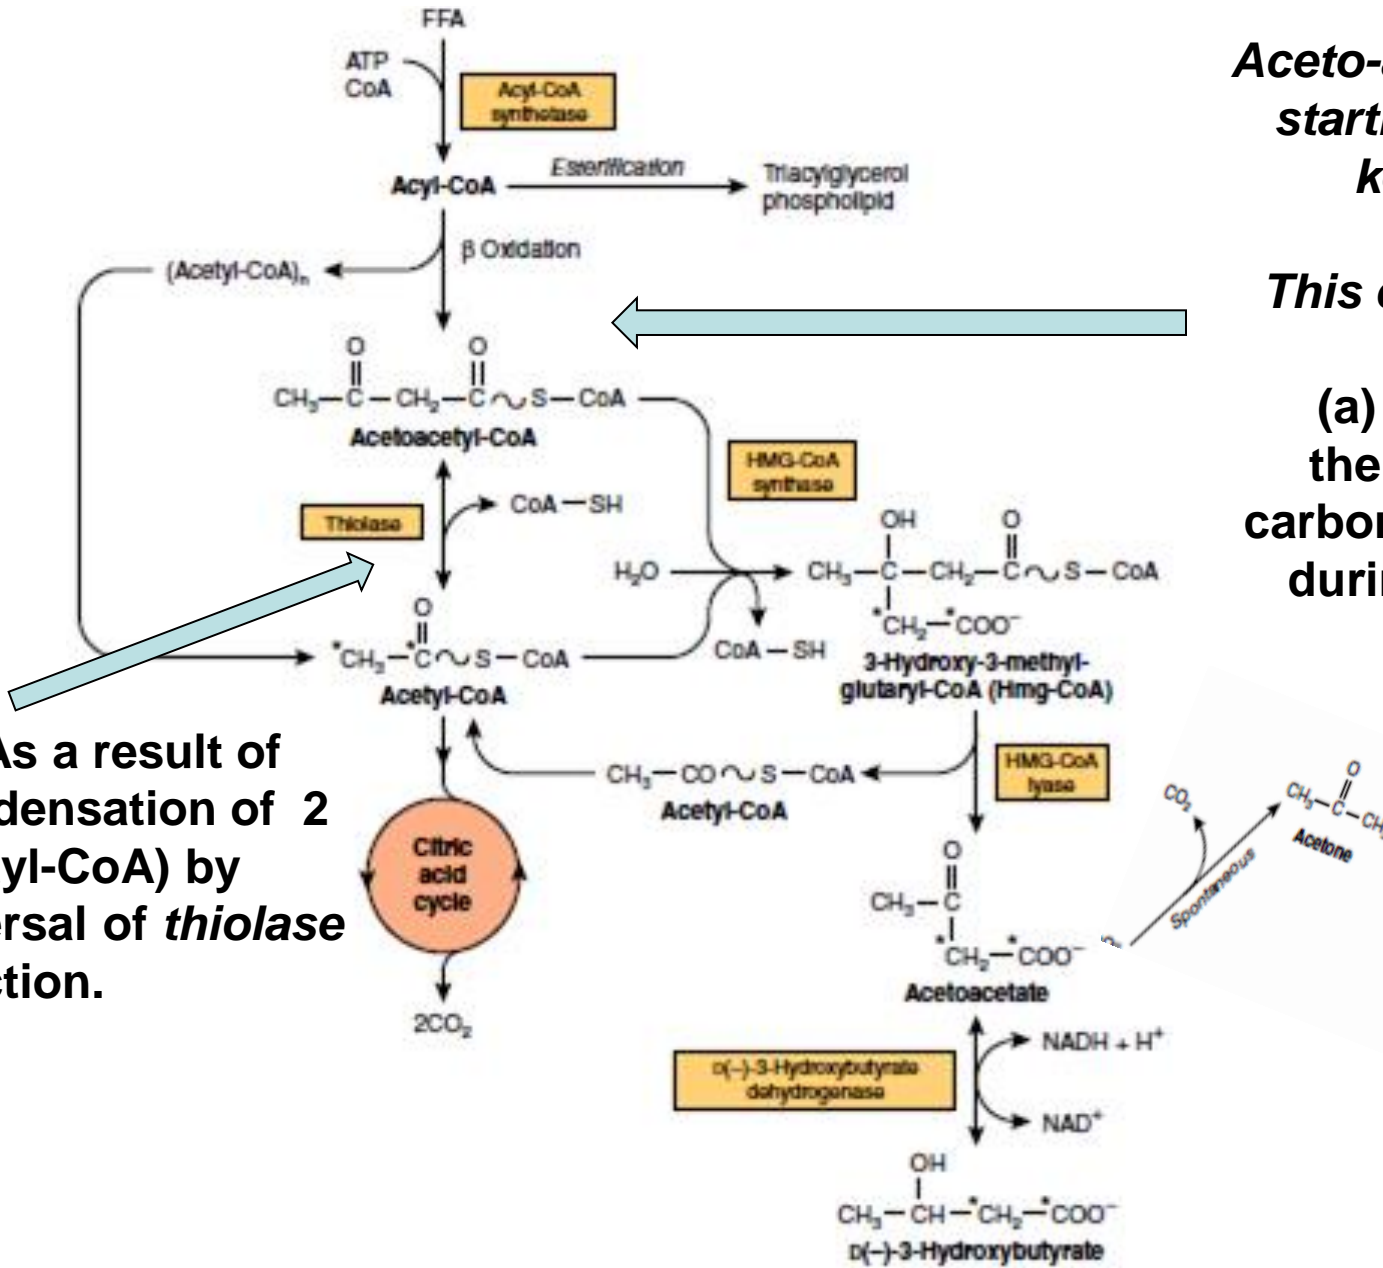 FFA
ATP
CoA
Acyl-CoA
synthetase
Acyl-CoA
Esterification
Triacylglycerol
phospholipid
β Oxidation
(Acetyl-CoA)n
O O
CH3—C—CH2—C~S—CoA
Acetoacetyl-CoA
HMG-CoA
synthase
Thiolase
CoA—SH
OH O
H2O
CH3—C—CH2—C~S—CoA
*CH2—*COO−
3-Hydroxy-3-methyl-
glutaryl-CoA (Hmg-CoA)
O
*CH3—*C~S—CoA
Acetyl-CoA
CoA—SH
CH3—CO~S—CoA
Acetyl-CoA
HMG-CoA
lyase
Citric
acid
cycle
2CO2
O
CH3—C
*CH2—*COO−
Acetoacetate
CO2
Spontaneous
O
CH3—C—CH
Acetone
D(−)-3-Hydroxybutyrate
dehydrogenase
NADH + H+
NAD+
OH
CH3—CH—*CH2—*COO−
D(−)-3-Hydroxybutyrate
As a result of
densation of 2
yl-CoA) by
ersal of thiolase
ction.
Aceto-
start
k
This
(a)
the
carbon
durin